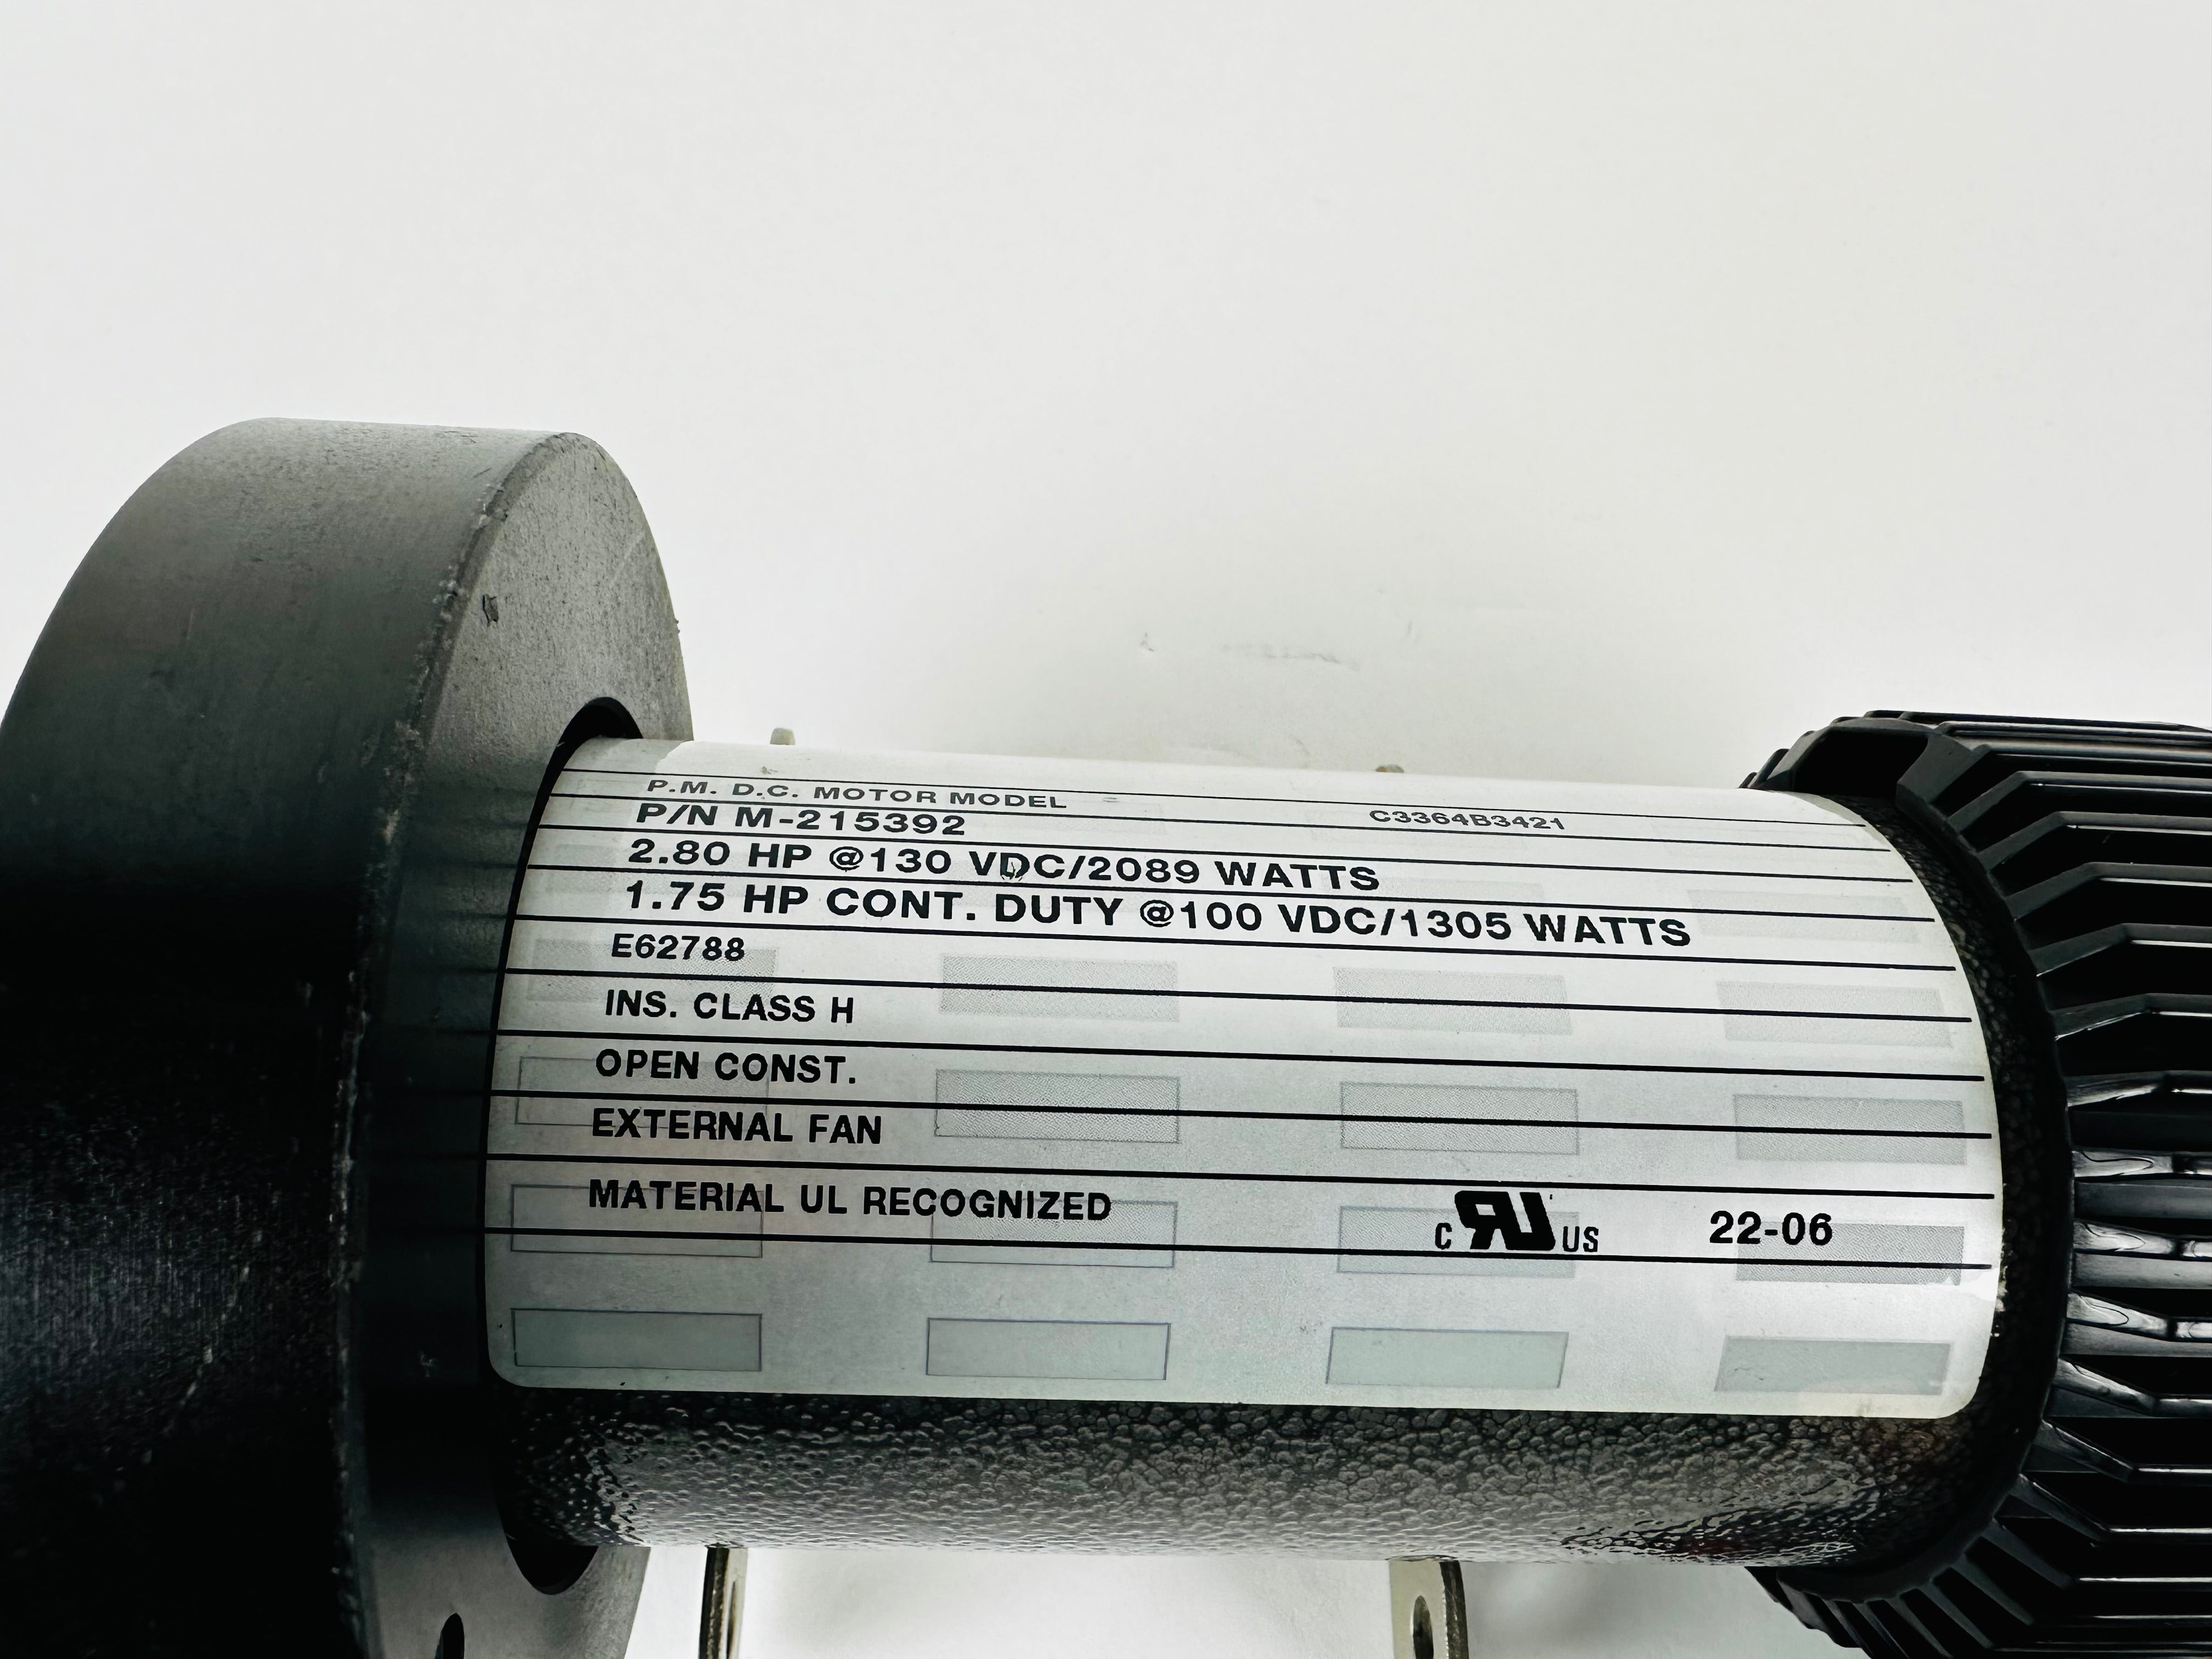 P.M. D.C. MOTOR MODEL C3364B3421
P/N M-215392
2.80 HP @130 VDC/2089 WATTS
1.75 HP CONT. DUTY @100 VDC/1305 WATTS
E62788
INS. CLASS H
OPEN CONST.
EXTERNAL FAN
MATERIAL UL RECOGNIZED c RU US 22-06